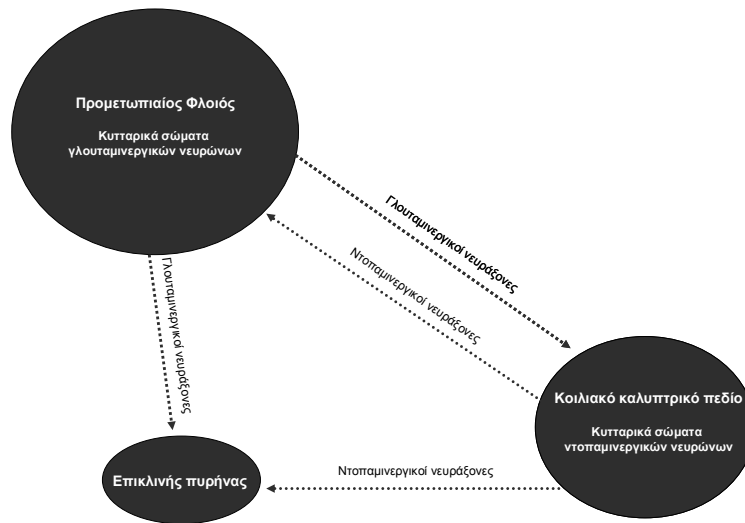 Προμετωπιαίος Φλοιός
Κυτταρικά σώματα
γλουταμινεργικών νευρώνων
Γλουταμινεργικοί νευράξονες
Ντοπαμινεργικοί νευράξονες
Γλουταμινεργικοί νευράξονες
Κοιλιακό καλυπτρικό πεδίο
Κυτταρικά σώματα
ντοπαμινεργικών νευρώνων
Επικλινής πυρήνας
Ντοπαμινεργικοί νευράξονες